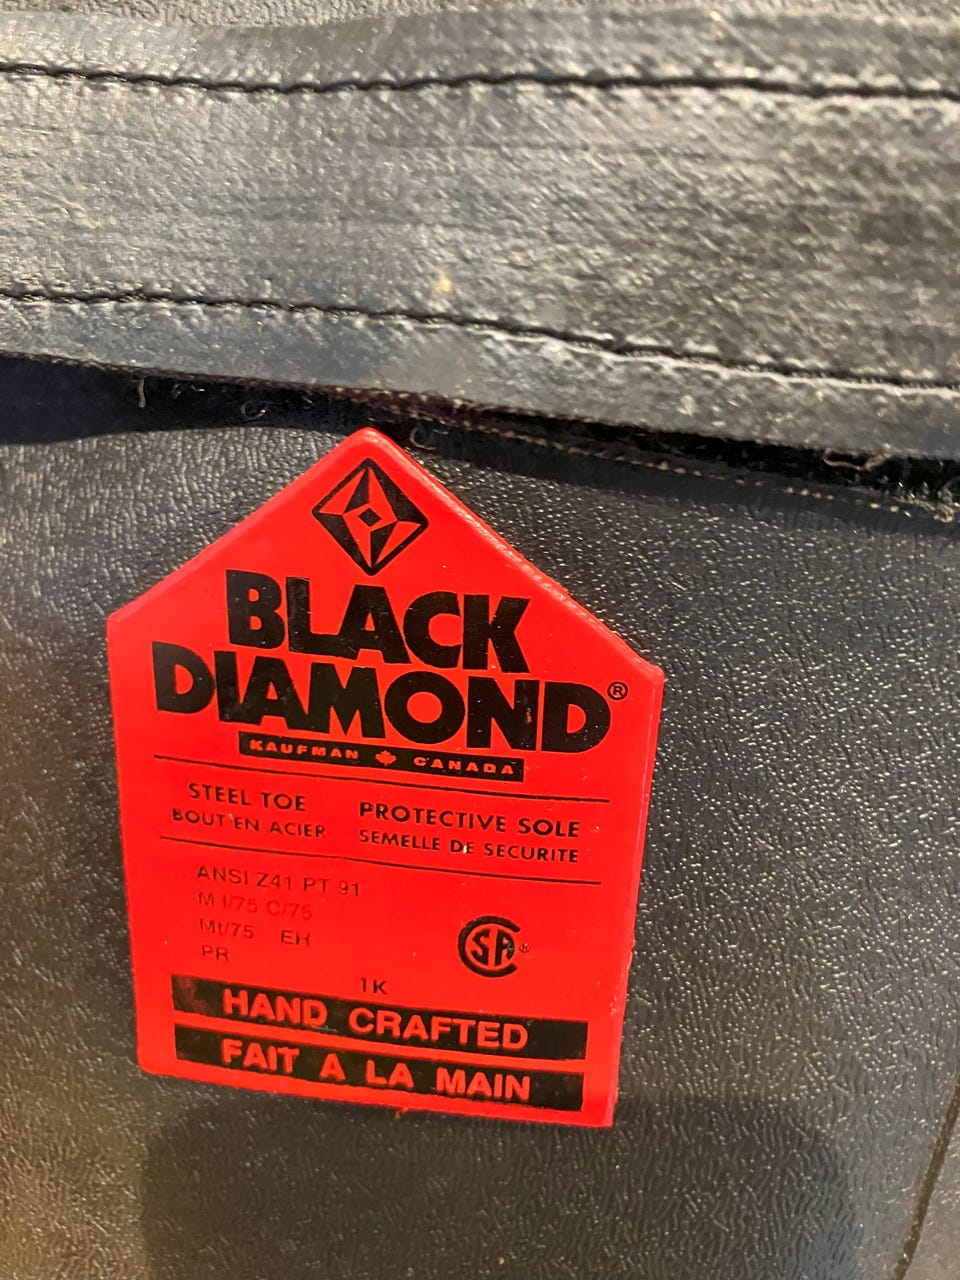 BLACK
DIAMOND®
KAUFMAN CANADA
STEEL TOE PROTECTIVE SOLE
BOUT EN ACIER SEMELLE DE SECURITE
ANSI Z41 PT 91
M I/75 C/75
Mt/75 EH
PR
CSA®
1K
HAND CRAFTED
FAIT A LA MAIN